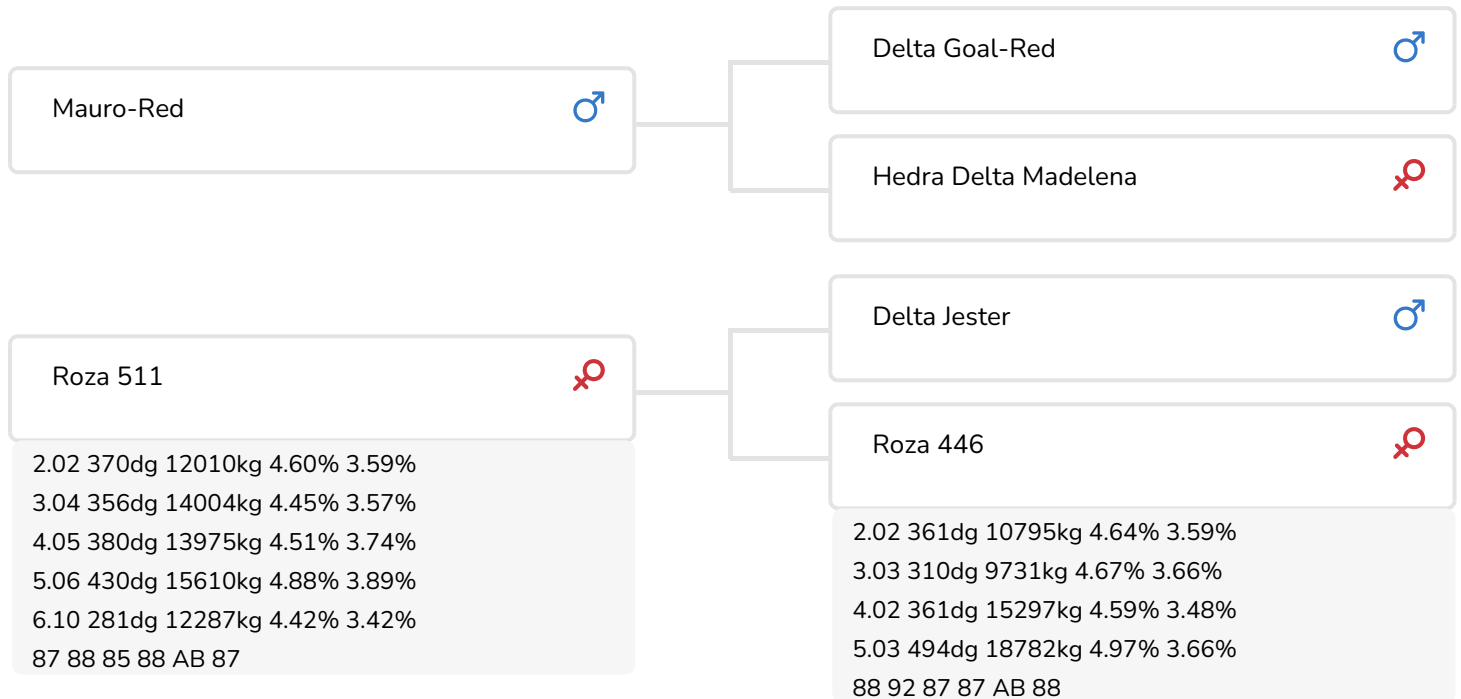 Mauro-Red
Delta Goal-Red
Hedra Delta Madelena
Roza 511
2.02 370dg 12010kg 4.60% 3.59%
3.04 356dg 14004kg 4.45% 3.57%
4.05 380dg 13975kg 4.51% 3.74%
5.06 430dg 15610kg 4.88% 3.89%
6.10 281dg 12287kg 4.42% 3.42%
87 88 85 88 AB 87
Delta Jester
Roza 446
2.02 361dg 10795kg 4.64% 3.59%
3.03 310dg 9731kg 4.67% 3.66%
4.02 361dg 15297kg 4.59% 3.48%
5.03 494dg 18782kg 4.97% 3.66%
88 92 87 87 AB 88